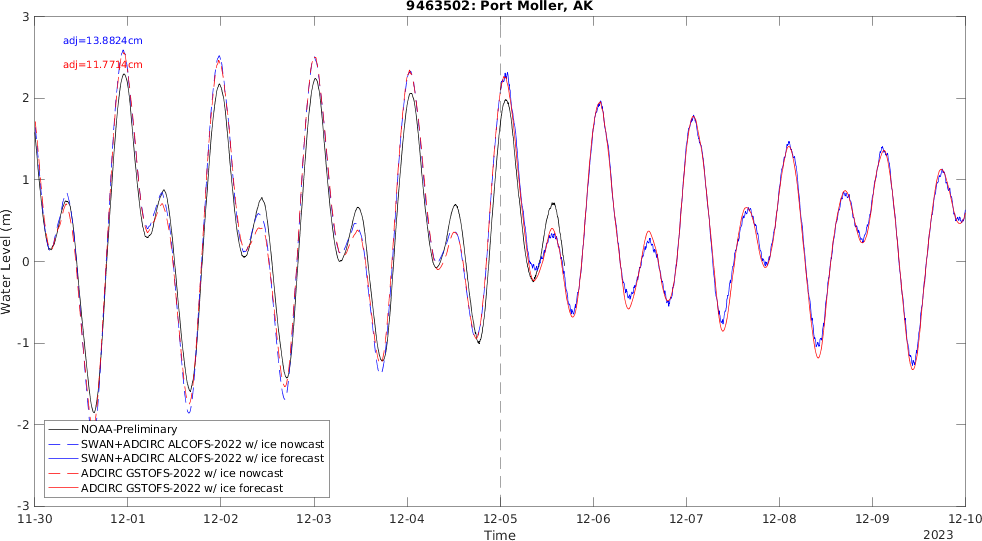 9463502: Port Moller, AK
3
adj=13.8824cm
adj=11.7714cm
2
1
0
-1
-2
-3
Water Level (m)
NOAA-Preliminary
SWAN+ADCIRC ALCOFS-2022 w/ ice nowcast
SWAN+ADCIRC ALCOFS-2022 w/ ice forecast
ADCIRC GSTOFS-2022 w/ ice nowcast
ADCIRC GSTOFS-2022 w/ ice forecast
11-30 12-01 12-02 12-03 12-04 12-05 12-06 12-07 12-08 12-09 12-10
Time
2023